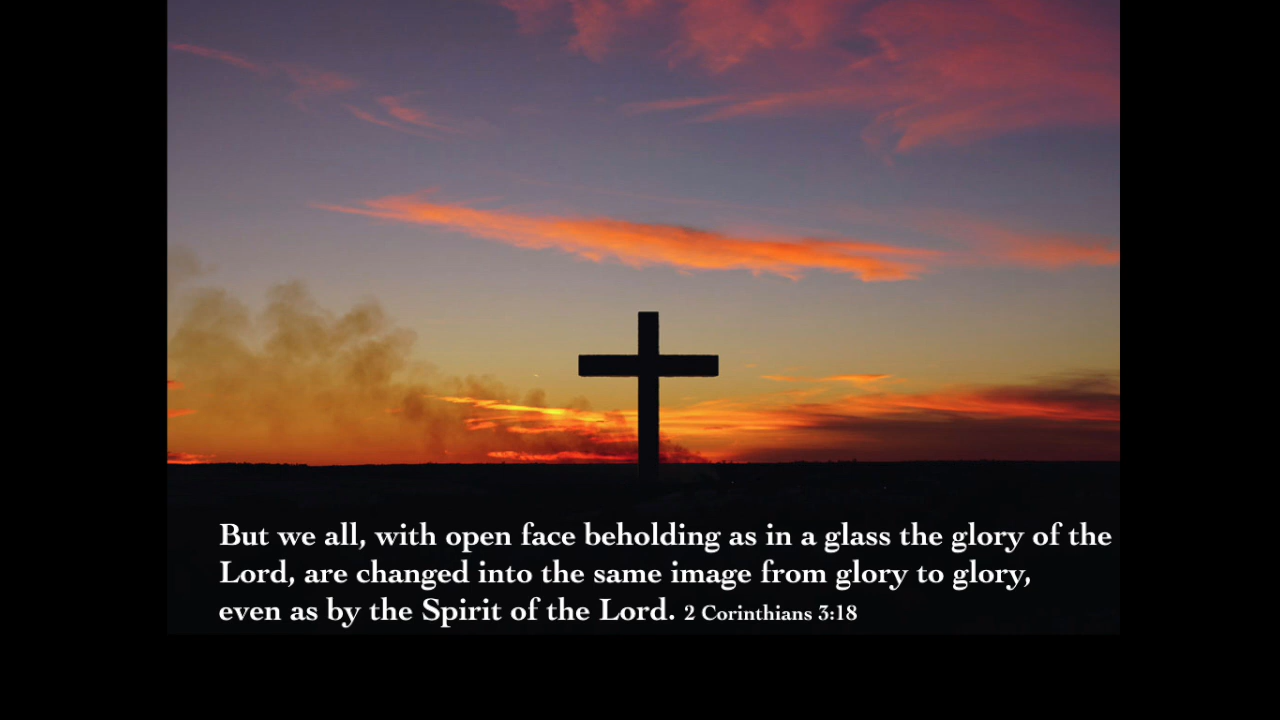 But we all, with open face beholding as in a glass the glory of the
Lord, are changed into the same image from glory to glory,
even as by the Spirit of the Lord. 2 Corinthians 3:18